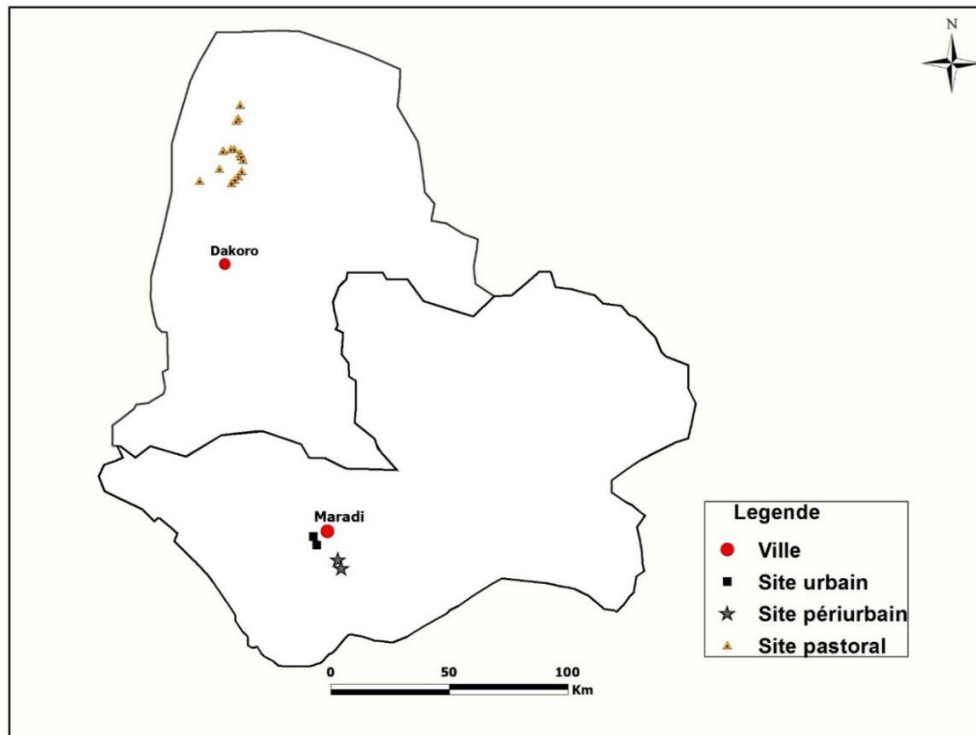 N
Dakoro
Maradi
Legende
Ville
Site urbain
Site périurbain
Site pastoral
0 50 100
Km